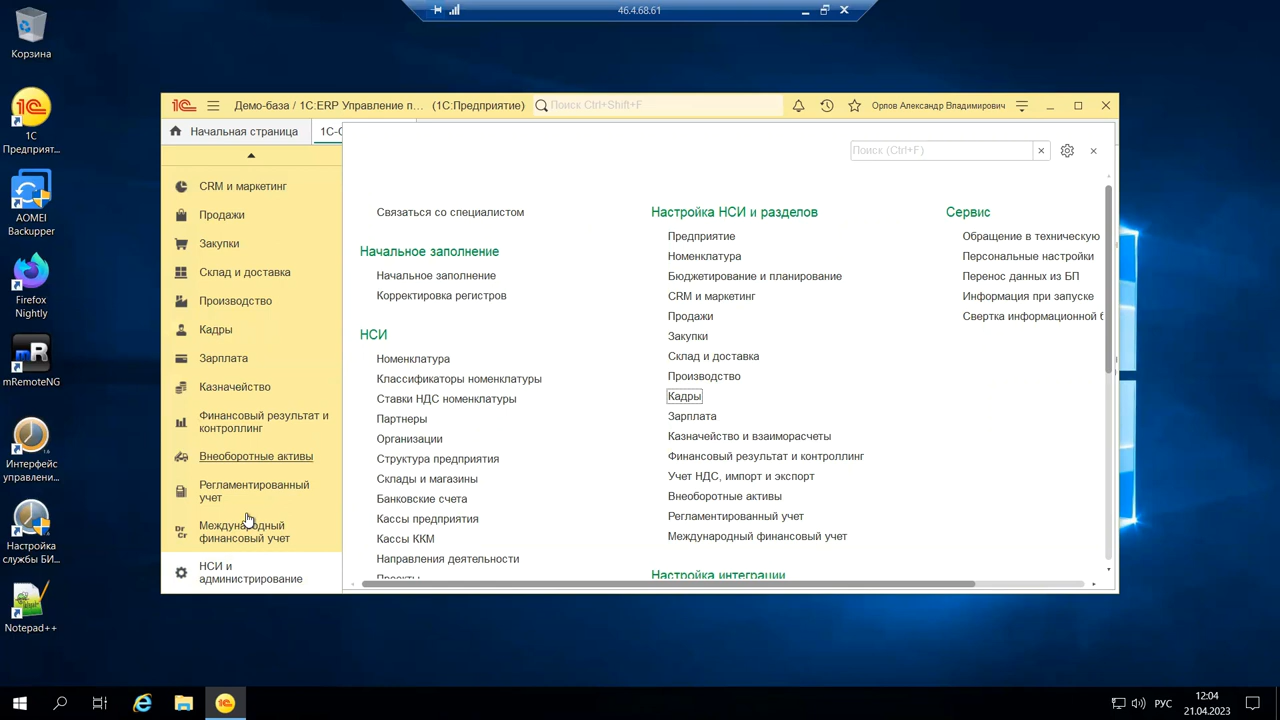 46.4.68.61
Корзина
1С
Предприят...
AOMEI
Backupper
Firefox
Nightly
mRemoteNG
Интерфейс
управлени...
Настройка
службы БИ...
Notepad++
Демо-база / 1С:ERP Управление п... (1С:Предприятие)
Поиск Ctrl+Shift+F
Орлов Александр Владимирович
Начальная страница
1С-
Поиск (Ctrl+F)
CRM и маркетинг
Продажи
Закупки
Склад и доставка
Производство
Кадры
Зарплата
Казначейство
Финансовый результат и
контроллинг
Внеоборотные активы
Регламентированный
учет
Международный
финансовый учет
НСИ и
администрирование
Связаться со специалистом
Начальное заполнение
Начальное заполнение
Корректировка регистров
НСИ
Номенклатура
Классификаторы номенклатуры
Ставки НДС номенклатуры
Партнеры
Организации
Структура предприятия
Склады и магазины
Банковские счета
Кассы предприятия
Кассы ККМ
Направления деятельности
Проекты
Настройка НСИ и разделов
Предприятие
Номенклатура
Бюджетирование и планирование
CRM и маркетинг
Продажи
Закупки
Склад и доставка
Производство
Кадры
Зарплата
Казначейство и взаиморасчеты
Финансовый результат и контроллинг
Учет НДС, импорт и экспорт
Внеоборотные активы
Регламентированный учет
Международный финансовый учет
Настройка интеграции
Сервис
Обращение в техническую
Персональные настройки
Перенос данных из БП
Информация при запуске
Свертка информационной
РУС
12:04
21.04.2023